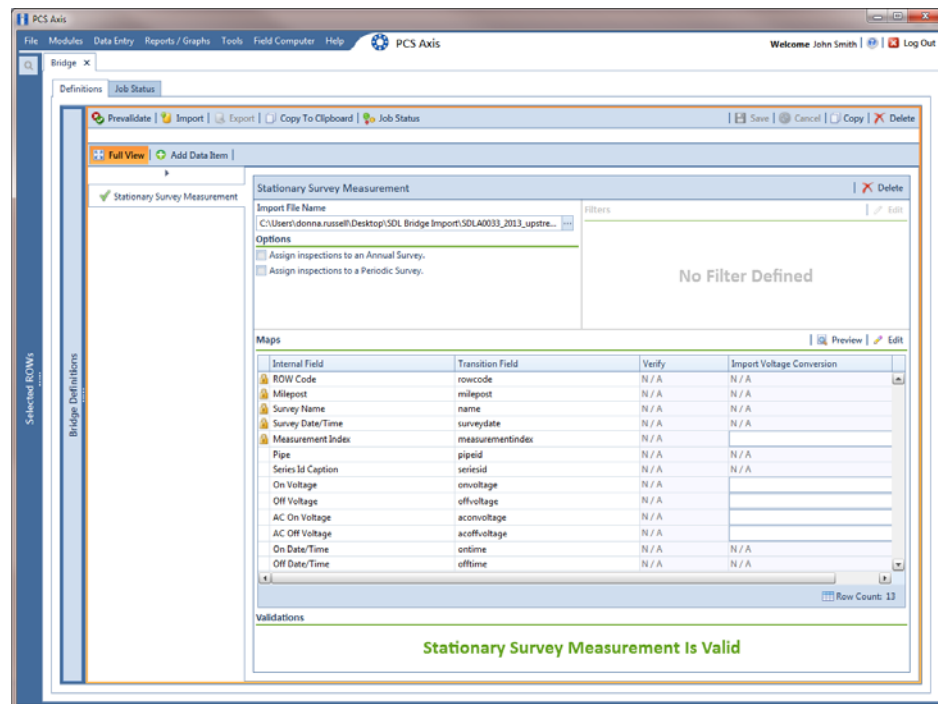 PCS Axis
File Modules Data Entry Reports / Graphs Tools Field Computer Help PCS Axis Welcome John Smith | Log Out
Bridge X
Definitions Job Status
Prevalidate | Import | Export | Copy To Clipboard | Job Status | Save | Cancel | Copy | Delete
Full View | Add Data Item |
Stationary Survey Measurement
Stationary Survey Measurement | Delete
Import File Name
C:\Users\donna.russell\Desktop\SDL Bridge Import\SDLA0033_2013_upstre... ...
Options
Assign inspections to an Annual Survey.
Assign inspections to a Periodic Survey.
Filters | Edit
No Filter Defined
Maps | Preview | Edit
Internal Field Transition Field Verify Import Voltage Conversion
ROW Code rowcode N / A N / A
Milepost milepost N / A N / A
Survey Name name N / A N / A
Survey Date/Time surveydate N / A N / A
Measurement Index measurementindex N / A
Pipe pipeid N / A N / A
Series Id Caption seriesid N / A N / A
On Voltage onvoltage N / A
Off Voltage offvoltage N / A
AC On Voltage aconvoltage N / A
AC Off Voltage acoffvoltage N / A
On Date/Time ontime N / A N / A
Off Date/Time offtime N / A N / A
Row Count: 13
Validations
Stationary Survey Measurement Is Valid
Selected ROWs
Bridge Definitions